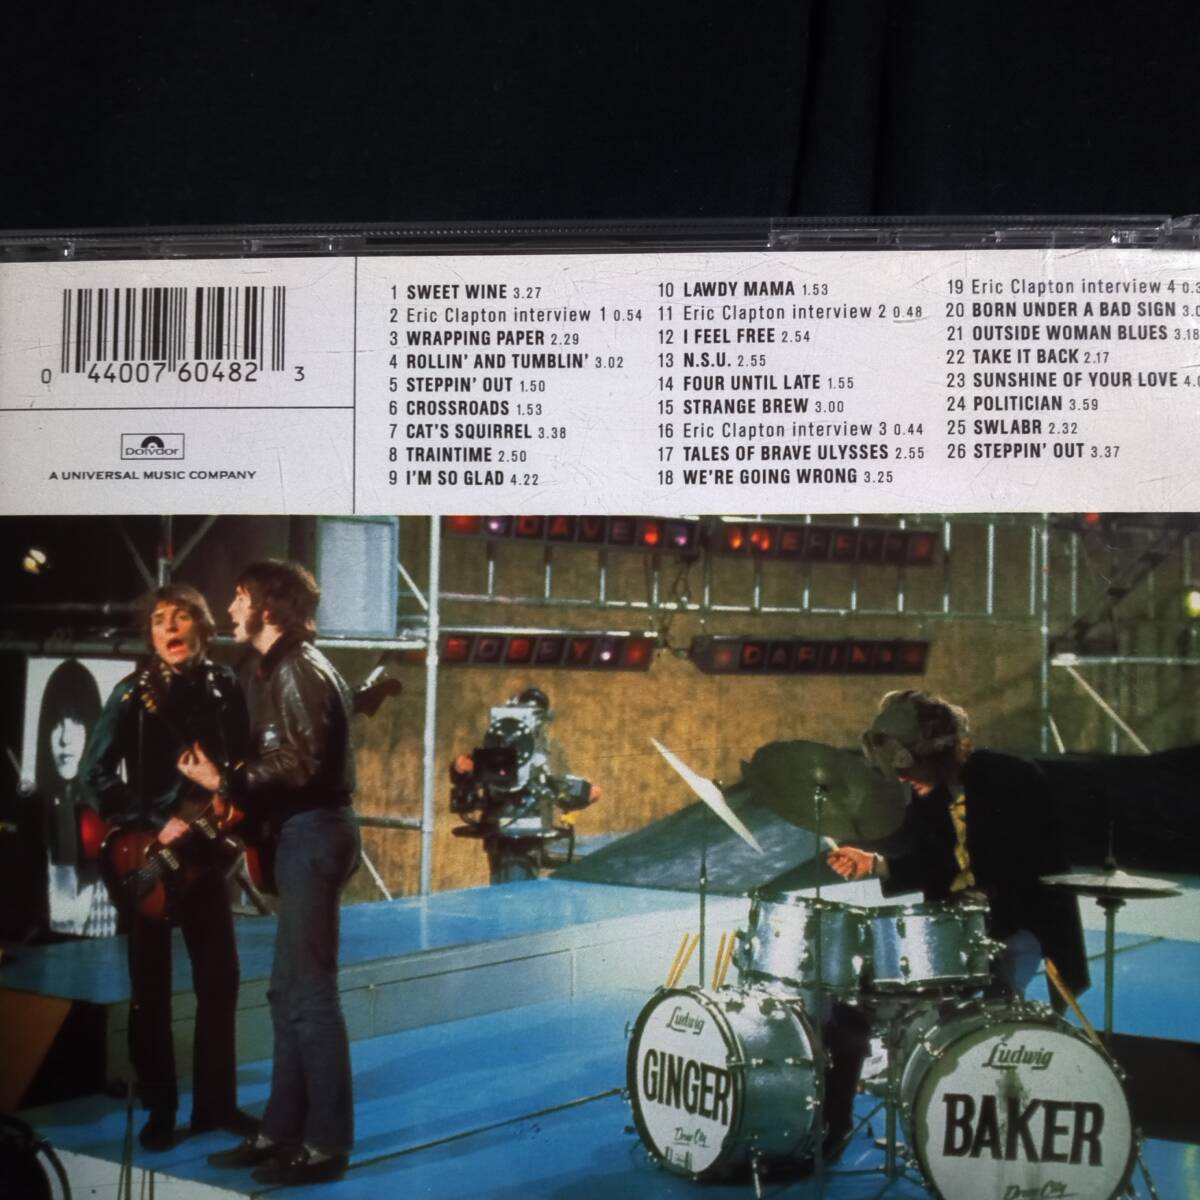 0 44007 60482 3
Polydor
A UNIVERSAL MUSIC COMPANY
1 SWEET WINE 3.27
2 Eric Clapton interview 1 0.54
3 WRAPPING PAPER 2.29
4 ROLLIN' AND TUMBLIN' 3.02
5 STEPPIN' OUT 1.50
6 CROSSROADS 1.53
7 CAT'S SQUIRREL 3.38
8 TRAINTIME 2.50
9 I'M SO GLAD 4.22
10 LAWDY MAMA 1.53
11 Eric Clapton interview 2 0.48
12 I FEEL FREE 2.54
13 N.S.U. 2.55
14 FOUR UNTIL LATE 1.55
15 STRANGE BREW 3.00
16 Eric Clapton interview 3 0.44
17 TALES OF BRAVE ULYSSES 2.55
18 WE'RE GOING WRONG 3.25
19 Eric Clapton interview 4
20 BORN UNDER A BAD SIGN
21 OUTSIDE WOMAN BLUES 3.18
22 TAKE IT BACK 2.17
23 SUNSHINE OF YOUR LOVE
24 POLITICIAN 3.59
25 SWLABR 2.32
26 STEPPIN' OUT 3.37
DAVE
BOBBY
DARIN
Ludwig
GINGER
Drum City
Ludwig
BAKER
Drum City